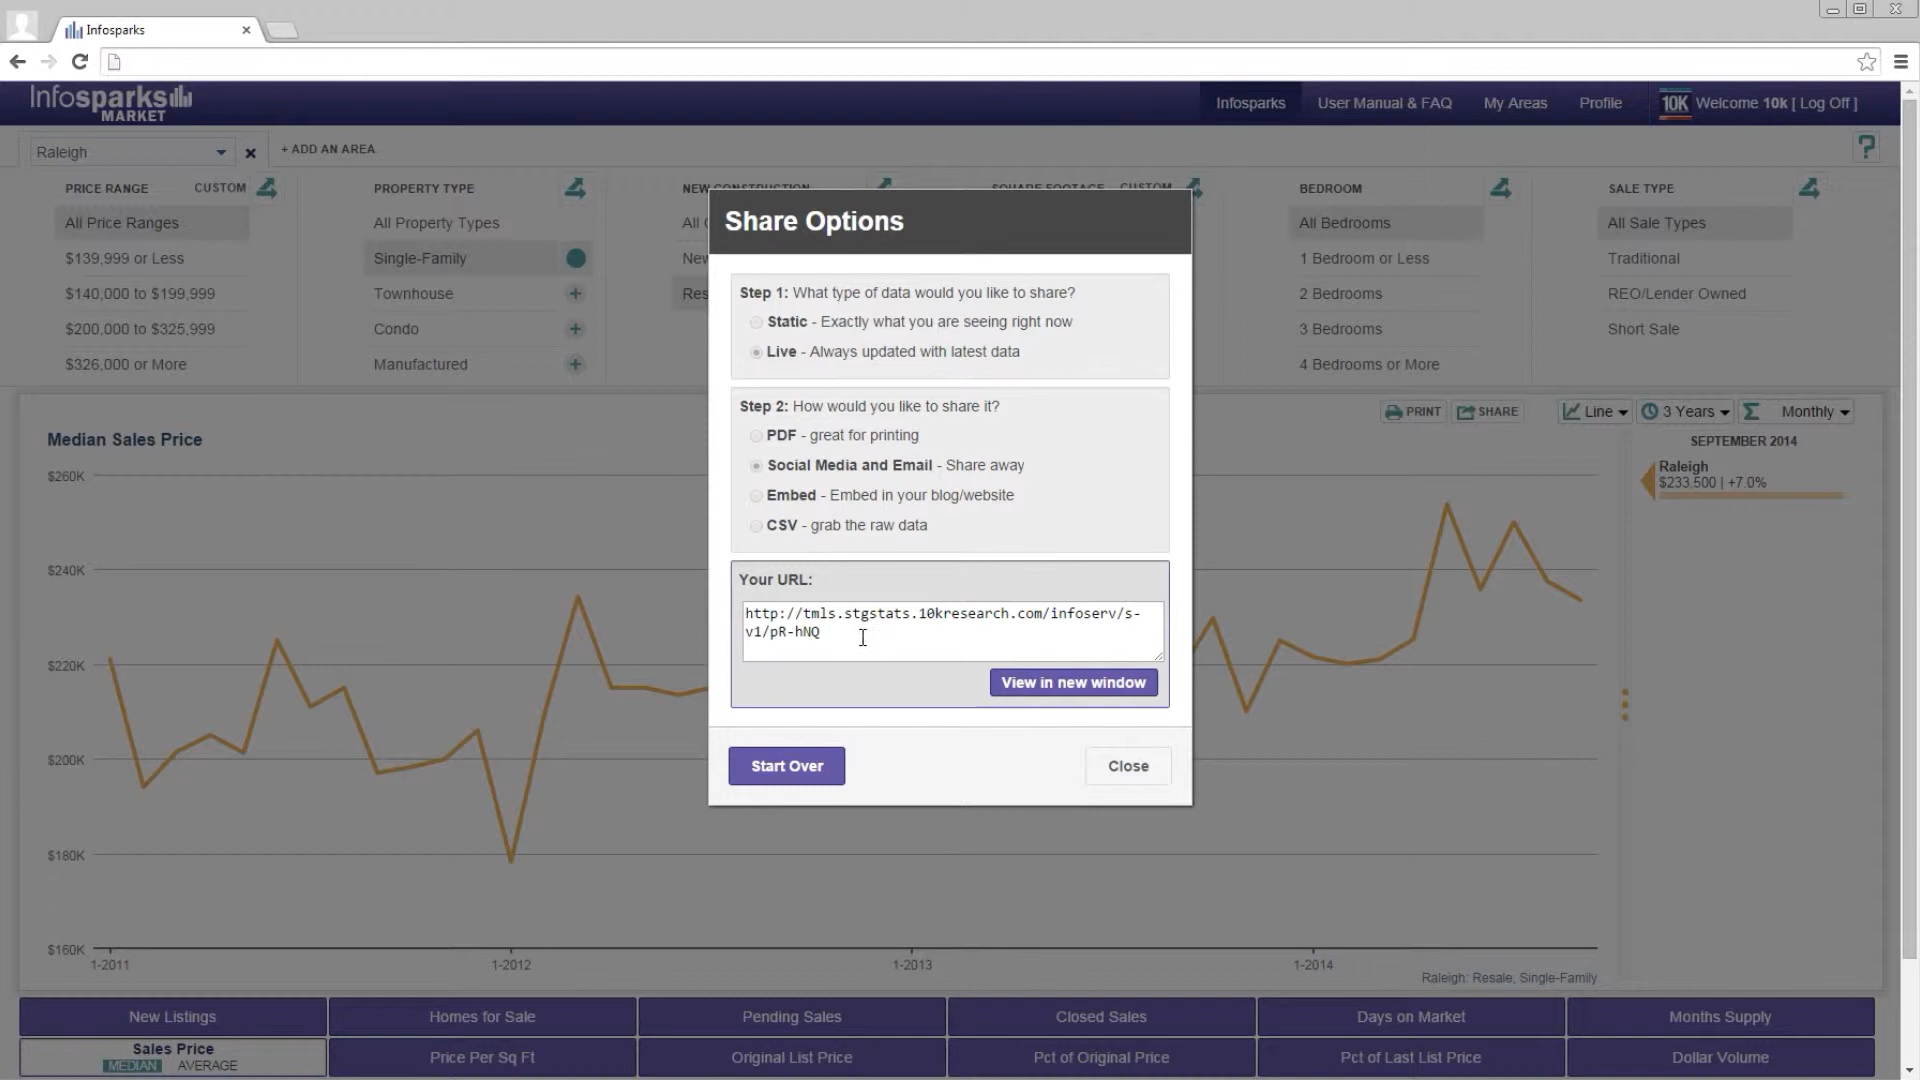 Infosparks
Infosparks
MARKET
Infosparks
User Manual & FAQ
My Areas
Profile
10K
Welcome 10k [ Log Off ]
Raleigh
+ ADD AN AREA
?
PRICE RANGE
CUSTOM
All Price Ranges
$139,999 or Less
$140,000 to $199,999
$200,000 to $325,999
$326,000 or More
PROPERTY TYPE
All Property Types
Single-Family
Townhouse
Condo
Manufactured
NEW CONSTRUCTION
All
New
Res
SQUARE FOOTAGE
CUSTOM
BEDROOM
All Bedrooms
1 Bedroom or Less
2 Bedrooms
3 Bedrooms
4 Bedrooms or More
SALE TYPE
All Sale Types
Traditional
REO/Lender Owned
Short Sale
Share Options
Step 1: What type of data would you like to share?
Static - Exactly what you are seeing right now
Live - Always updated with latest data
Step 2: How would you like to share it?
PDF - great for printing
Social Media and Email - Share away
Embed - Embed in your blog/website
CSV - grab the raw data
Your URL:
http://tmls.stgstats.10kresearch.com/infoserv/s-
v1/pR-hNQ
View in new window
Start Over
Close
PRINT
SHARE
Line
3 Years
Monthly
Median Sales Price
SEPTEMBER 2014
Raleigh
$233,500 | +7.0%
$260K
$240K
$220K
$200K
$180K
$160K
1-2011
1-2012
1-2013
1-2014
Raleigh: Resale, Single-Family
New Listings
Homes for Sale
Pending Sales
Closed Sales
Days on Market
Months Supply
Sales Price
MEDIAN
AVERAGE
Price Per Sq Ft
Original List Price
Pct of Original Price
Pct of Last List Price
Dollar Volume